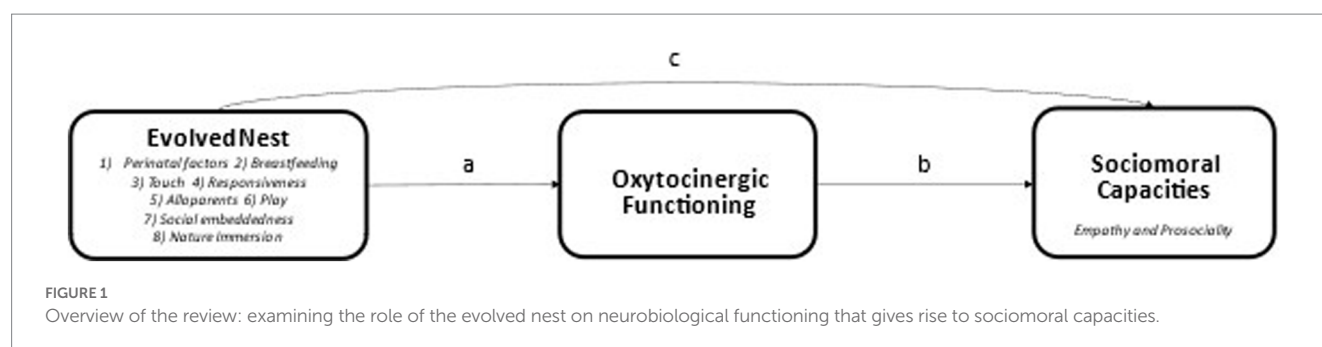 c
EvolvedNest
1) Perinatal factors 2) Breastfeeding
3) Touch 4) Responsiveness
5) Alloparents 6) Play
7) Social embeddedness
8) Nature Immersion
a
Oxytocinergic
Functioning
b
Sociomoral
Capacities
Empathy and Prosociality
FIGURE 1
Overview of the review: examining the role of the evolved nest on neurobiological functioning that gives rise to sociomoral capacities.